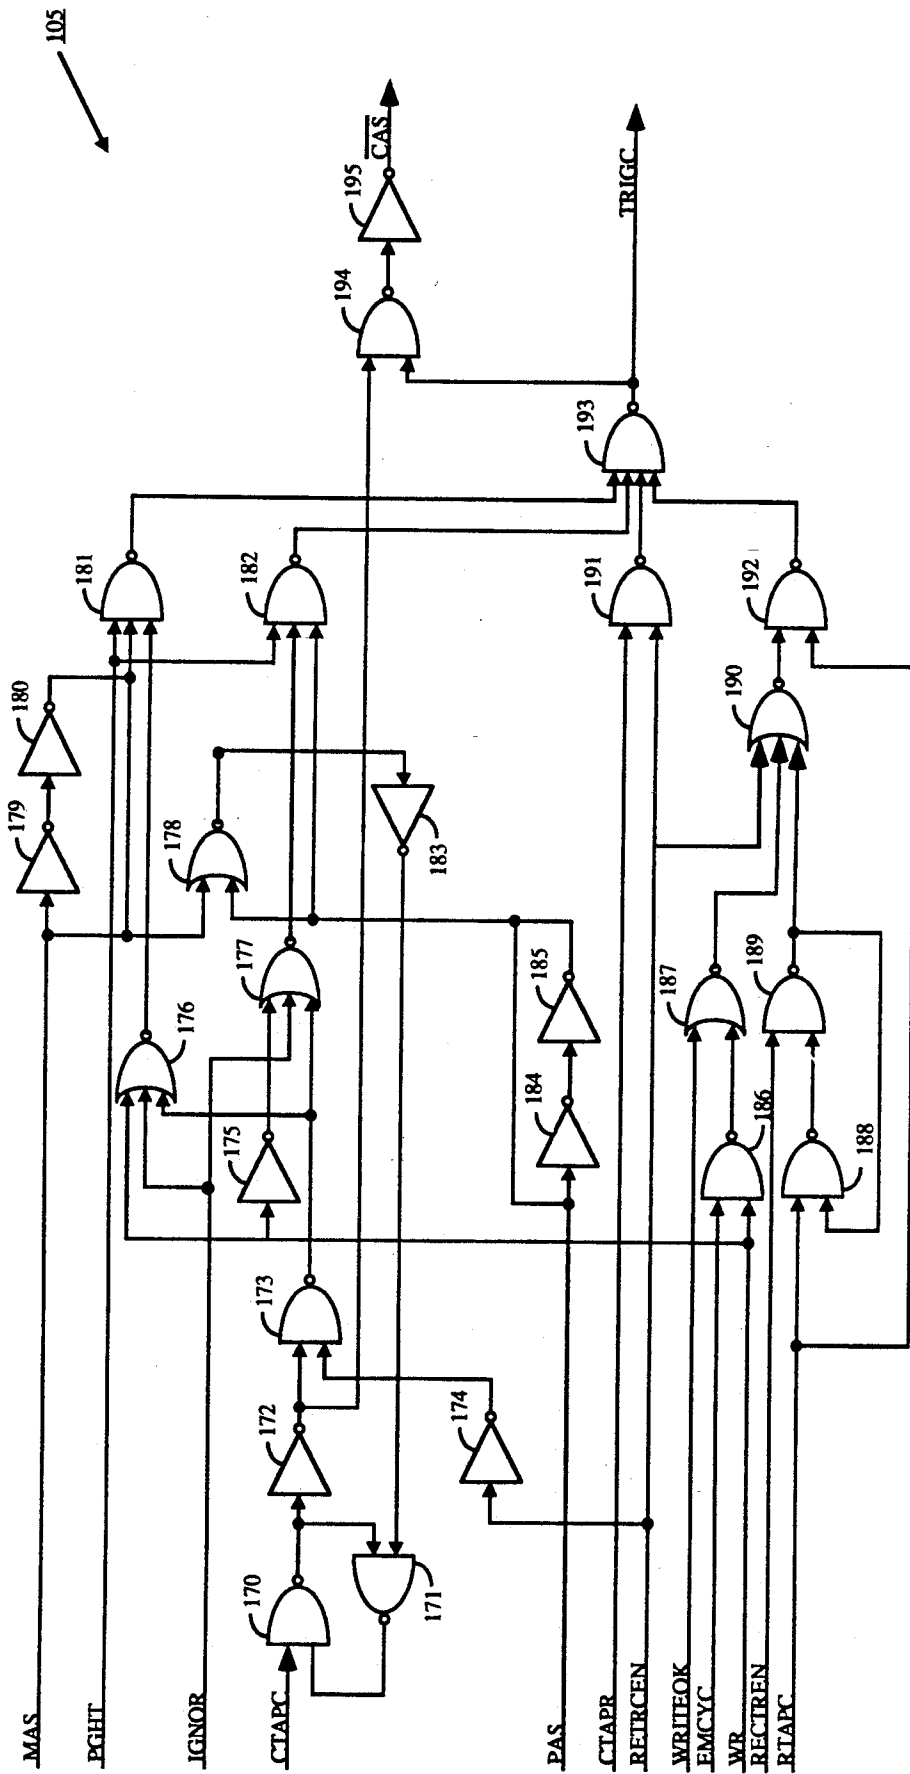 105
CAS
195
TRIGC
194
193
181
182
191
192
180
190
179
178
183
177
185
187
189
176
184
175
186
188
173
172
174
170
171
MAS
PGHT
IGNOR
CTAPC
PAS
CTAPR
RETRCEN
WRITEOK
EMCYC
WR
RECTREN
RTAPC